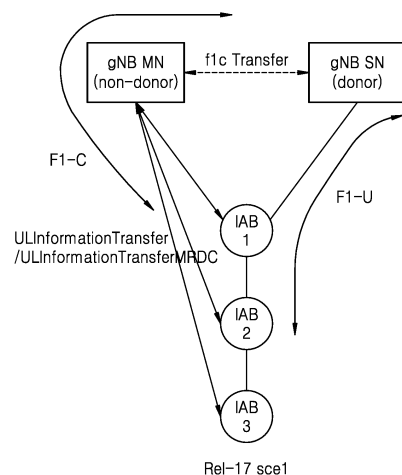 gNB MN
(non-donor)
f1c Transfer
gNB SN
(donor)
F1-C
F1-U
IAB
1
ULInformationTransfer
/ULInformationTransferMRDC
IAB
2
IAB
3
Rel-17 sce1